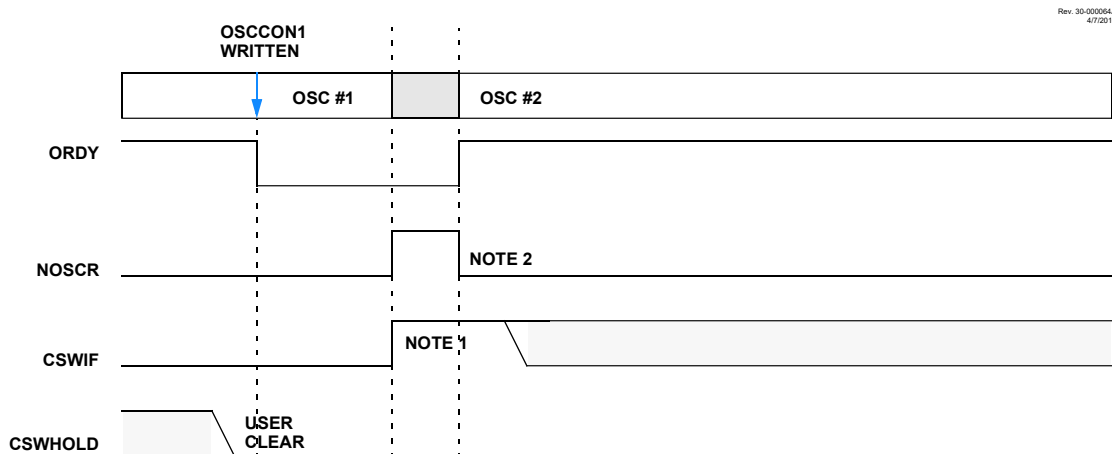 Rev. 30-000064
4/7/201
OSCCON1
WRITTEN
OSC #1
OSC #2
ORDY
NOSCR
NOTE 2
CSWIF
NOTE 1
CSWHOLD
USER
CLEAR